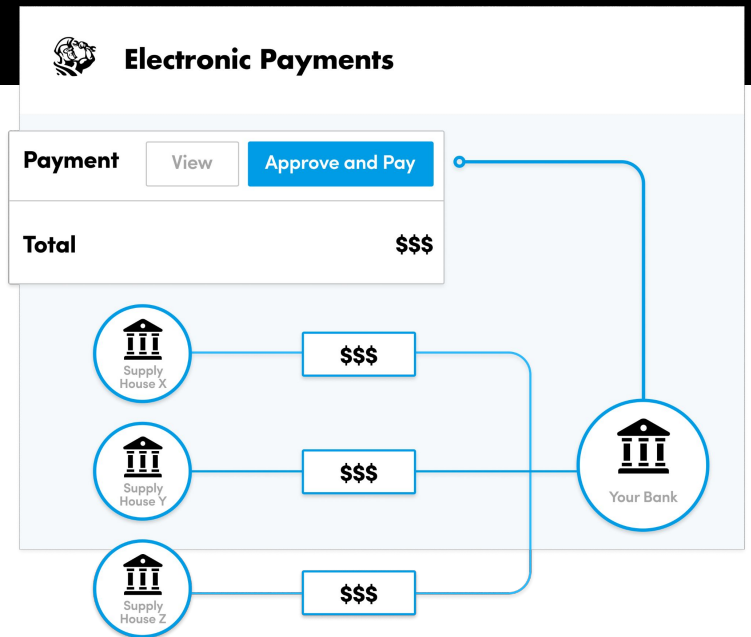 Electronic Payments
Payment View Approve and Pay
Total $$$
Supply
House X
$$$
Supply
House Y
$$$
Your Bank
Supply
House Z
$$$